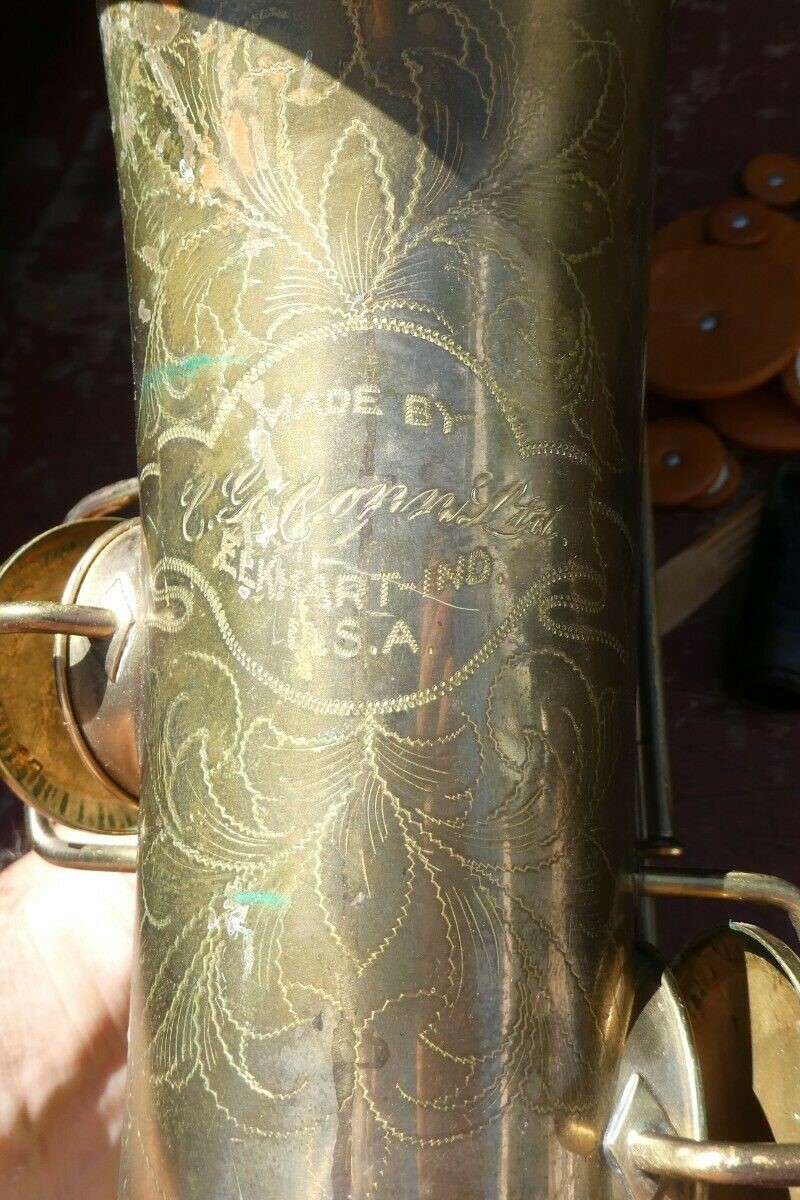 MADE BY
C.G. Conn Ltd.
ELKHART-IND.
U.S.A.